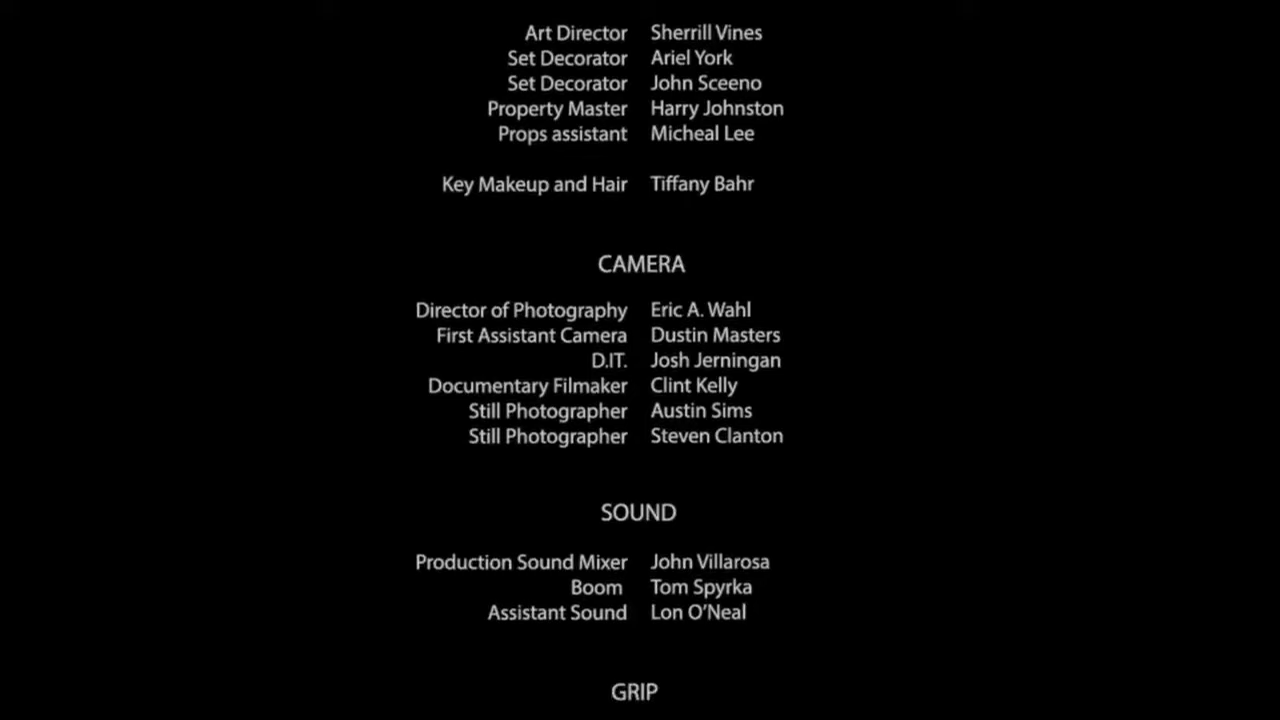 Art Director Sherrill Vines
Set Decorator Ariel York
Set Decorator John Sceeno
Property Master Harry Johnston
Props assistant Micheal Lee
Key Makeup and Hair Tiffany Bahr
CAMERA
Director of Photography Eric A. Wahl
First Assistant Camera Dustin Masters
D.IT. Josh Jerningan
Documentary Filmaker Clint Kelly
Still Photographer Austin Sims
Still Photographer Steven Clanton
SOUND
Production Sound Mixer John Villarosa
Boom Tom Spyrka
Assistant Sound Lon O’Neal
GRIP